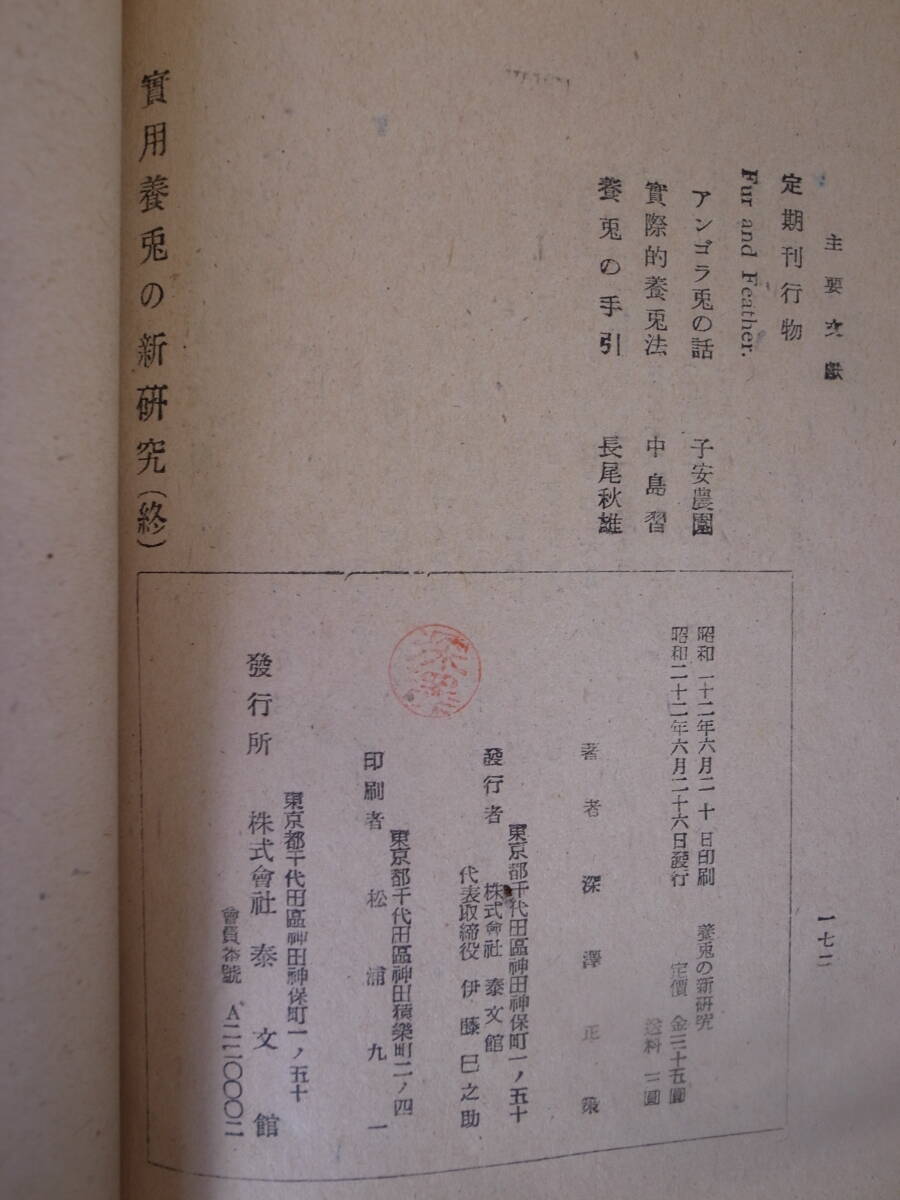 主要文獻
定期刊行物
Fur and Feather.
アンゴラ兎の話　子安農園
實際的養兎法　中島習
養兎の手引　長尾秋雄
實用養兎の新研究（終）
一七二
昭和二十二年六月二十日印刷
昭和二十二年六月二十六日發行
養兎の新研究
定價　金三十五圓
送料　三圓
著者　深澤正策
發行者
東京都千代田區神田神保町一ノ五十
株式會社　泰文館
代表取締役　伊藤巳之助
印刷者
東京都千代田區神田猿樂町二ノ四
松浦九一
發行所
東京都千代田區神田神保町一ノ五十
株式會社　泰文館
會員番號　A二二〇〇〇二